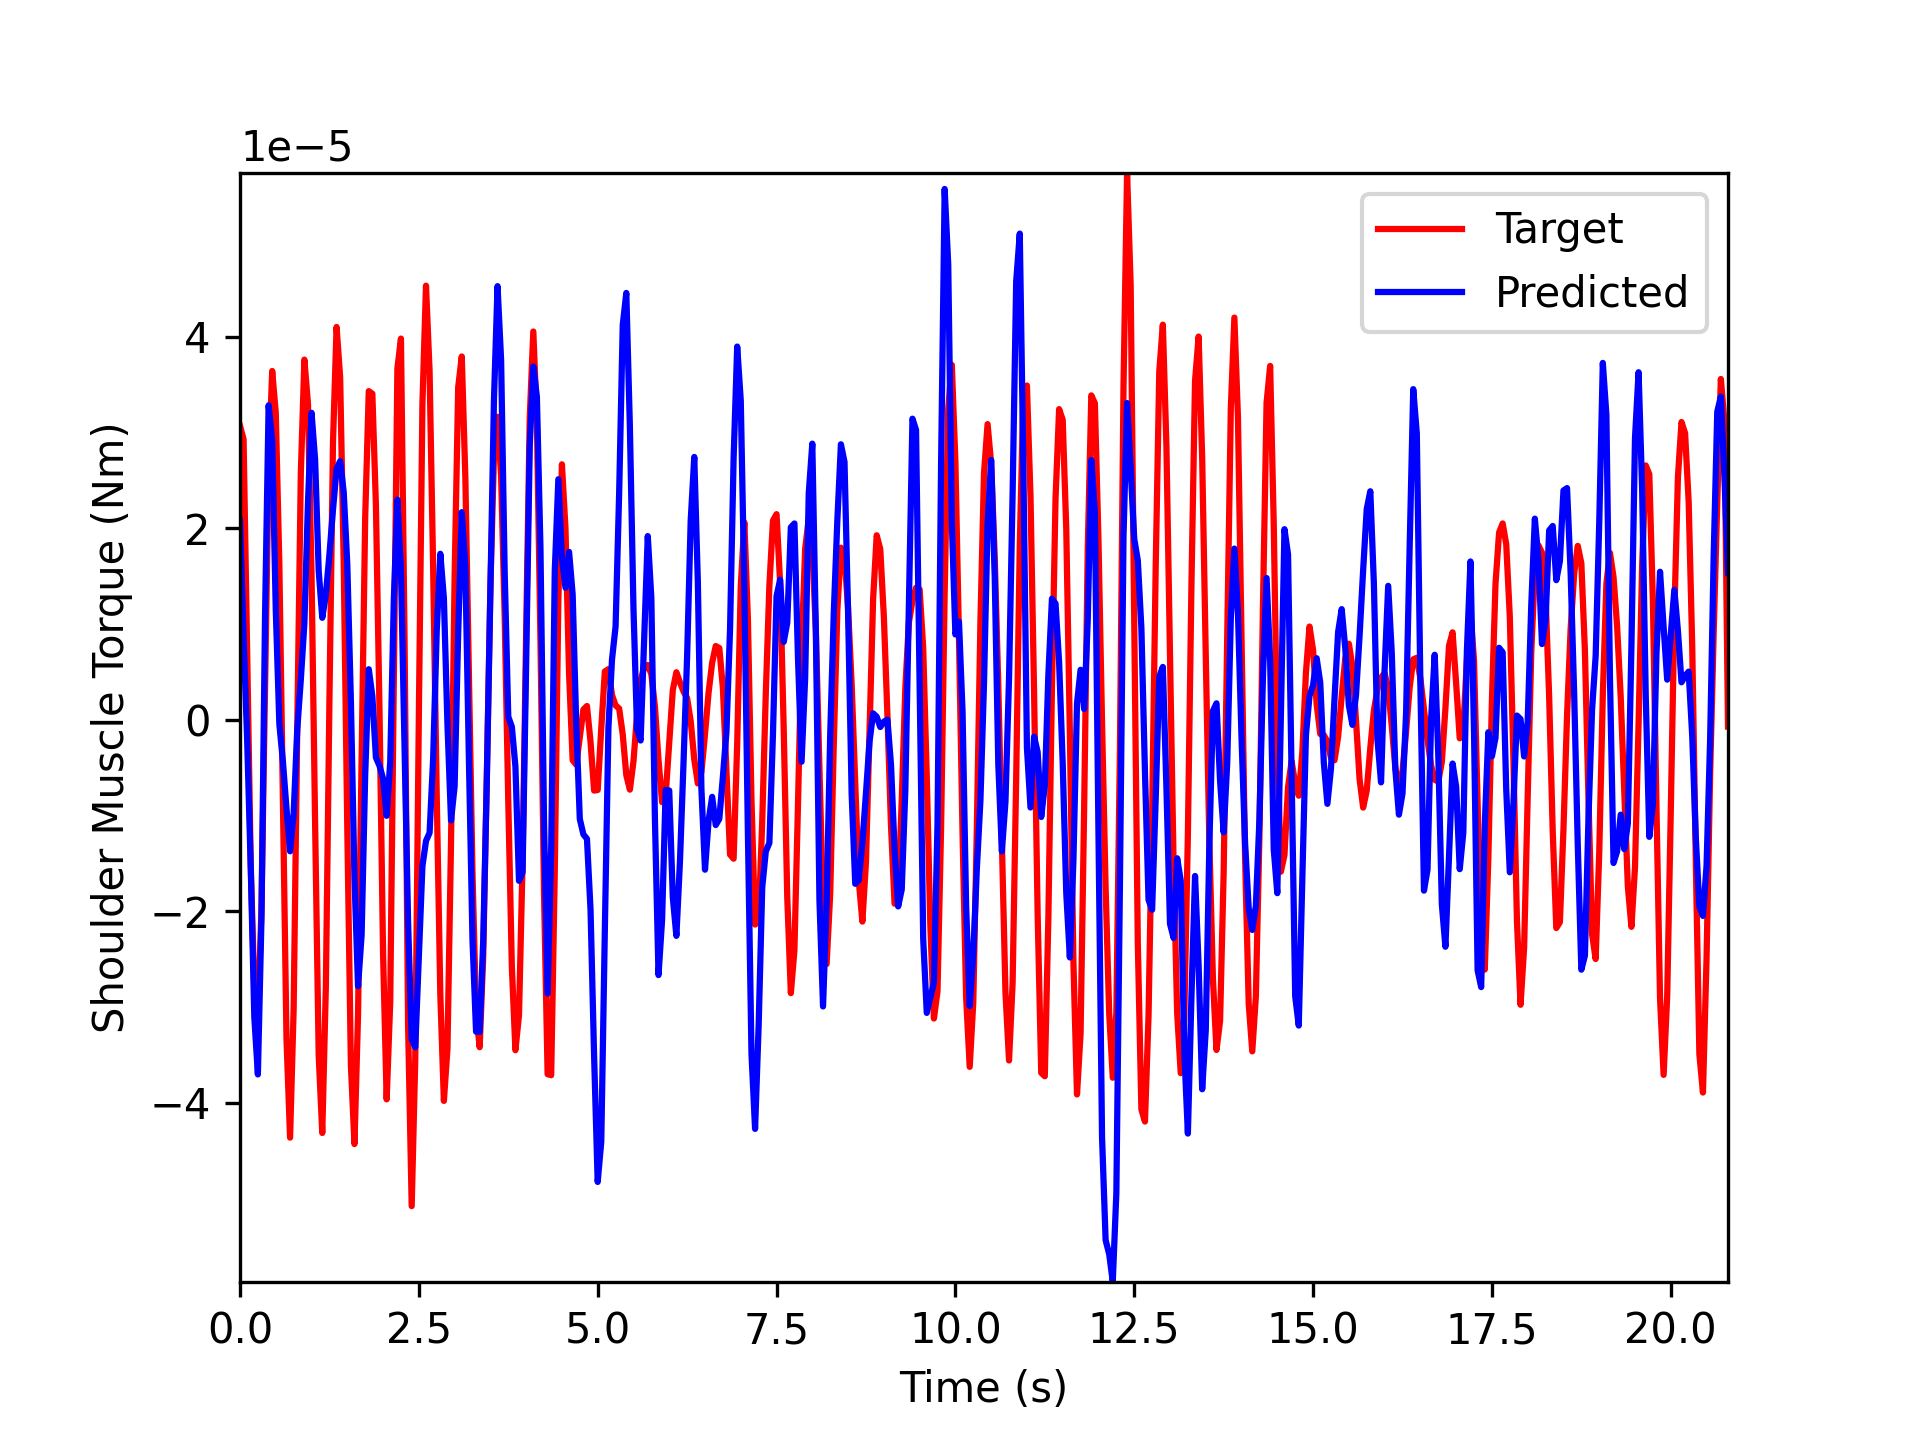 1e−5
Target
Predicted
Shoulder Muscle Torque (Nm)
4
2
0
−2
−4
0.0 2.5 5.0 7.5 10.0 12.5 15.0 17.5 20.0
Time (s)